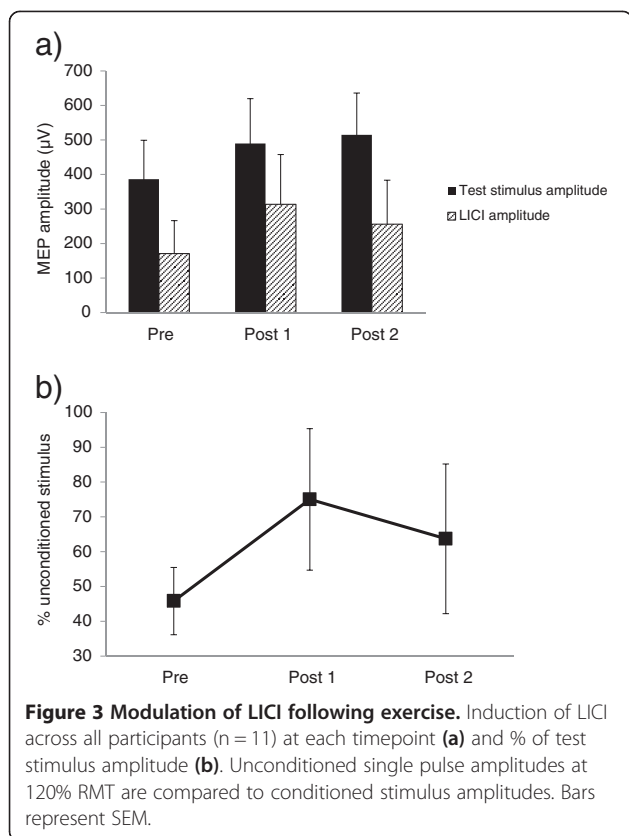 a)
700
600
500
400
300
200
100
0
MEP amplitude (µV)
Test stimulus amplitude
LICI amplitude
Pre Post 1 Post 2
b)
100
90
80
70
60
50
40
30
% unconditioned stimulus
Pre Post 1 Post 2
Figure 3 Modulation of LICI following exercise. Induction of LICI
across all participants (n = 11) at each timepoint (a) and % of test
stimulus amplitude (b). Unconditioned single pulse amplitudes at
120% RMT are compared to conditioned stimulus amplitudes. Bars
represent SEM.